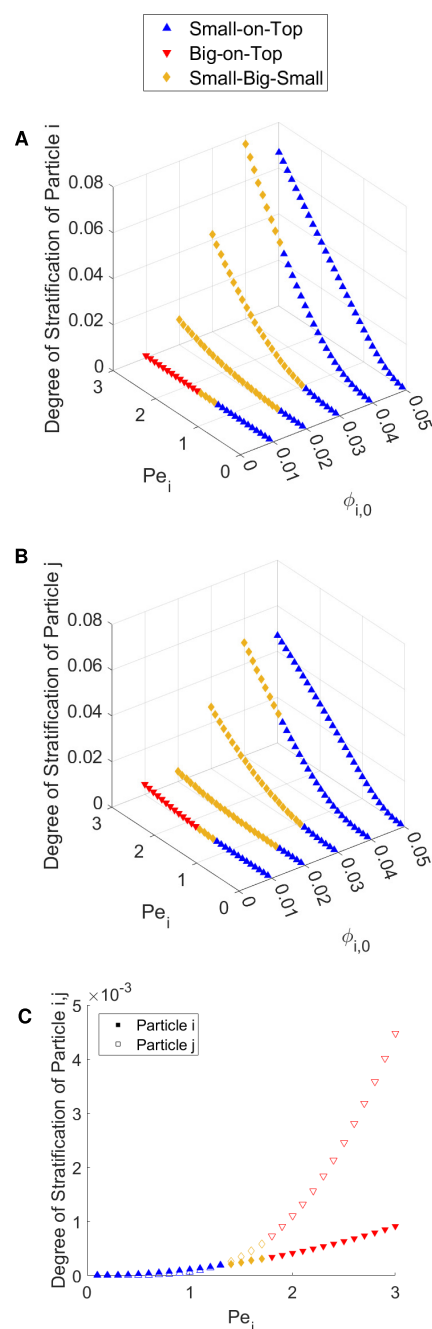 Small-on-Top
Big-on-Top
Small-Big-Small
A
Degree of Stratification of Particle i
0.08
0.06
0.04
0.02
0
3
2
1
0
Pe_i
0
0.01
0.02
0.03
0.04
0.05
ϕ_i,0
B
Degree of Stratification of Particle j
0.08
0.06
0.04
0.02
0
3
2
1
0
Pe_i
0
0.01
0.02
0.03
0.04
0.05
ϕ_i,0
C
Degree of Stratification of Particle i,j
×10^-3
5
4
3
2
1
0
Particle i
Particle j
0
1
2
3
Pe_i